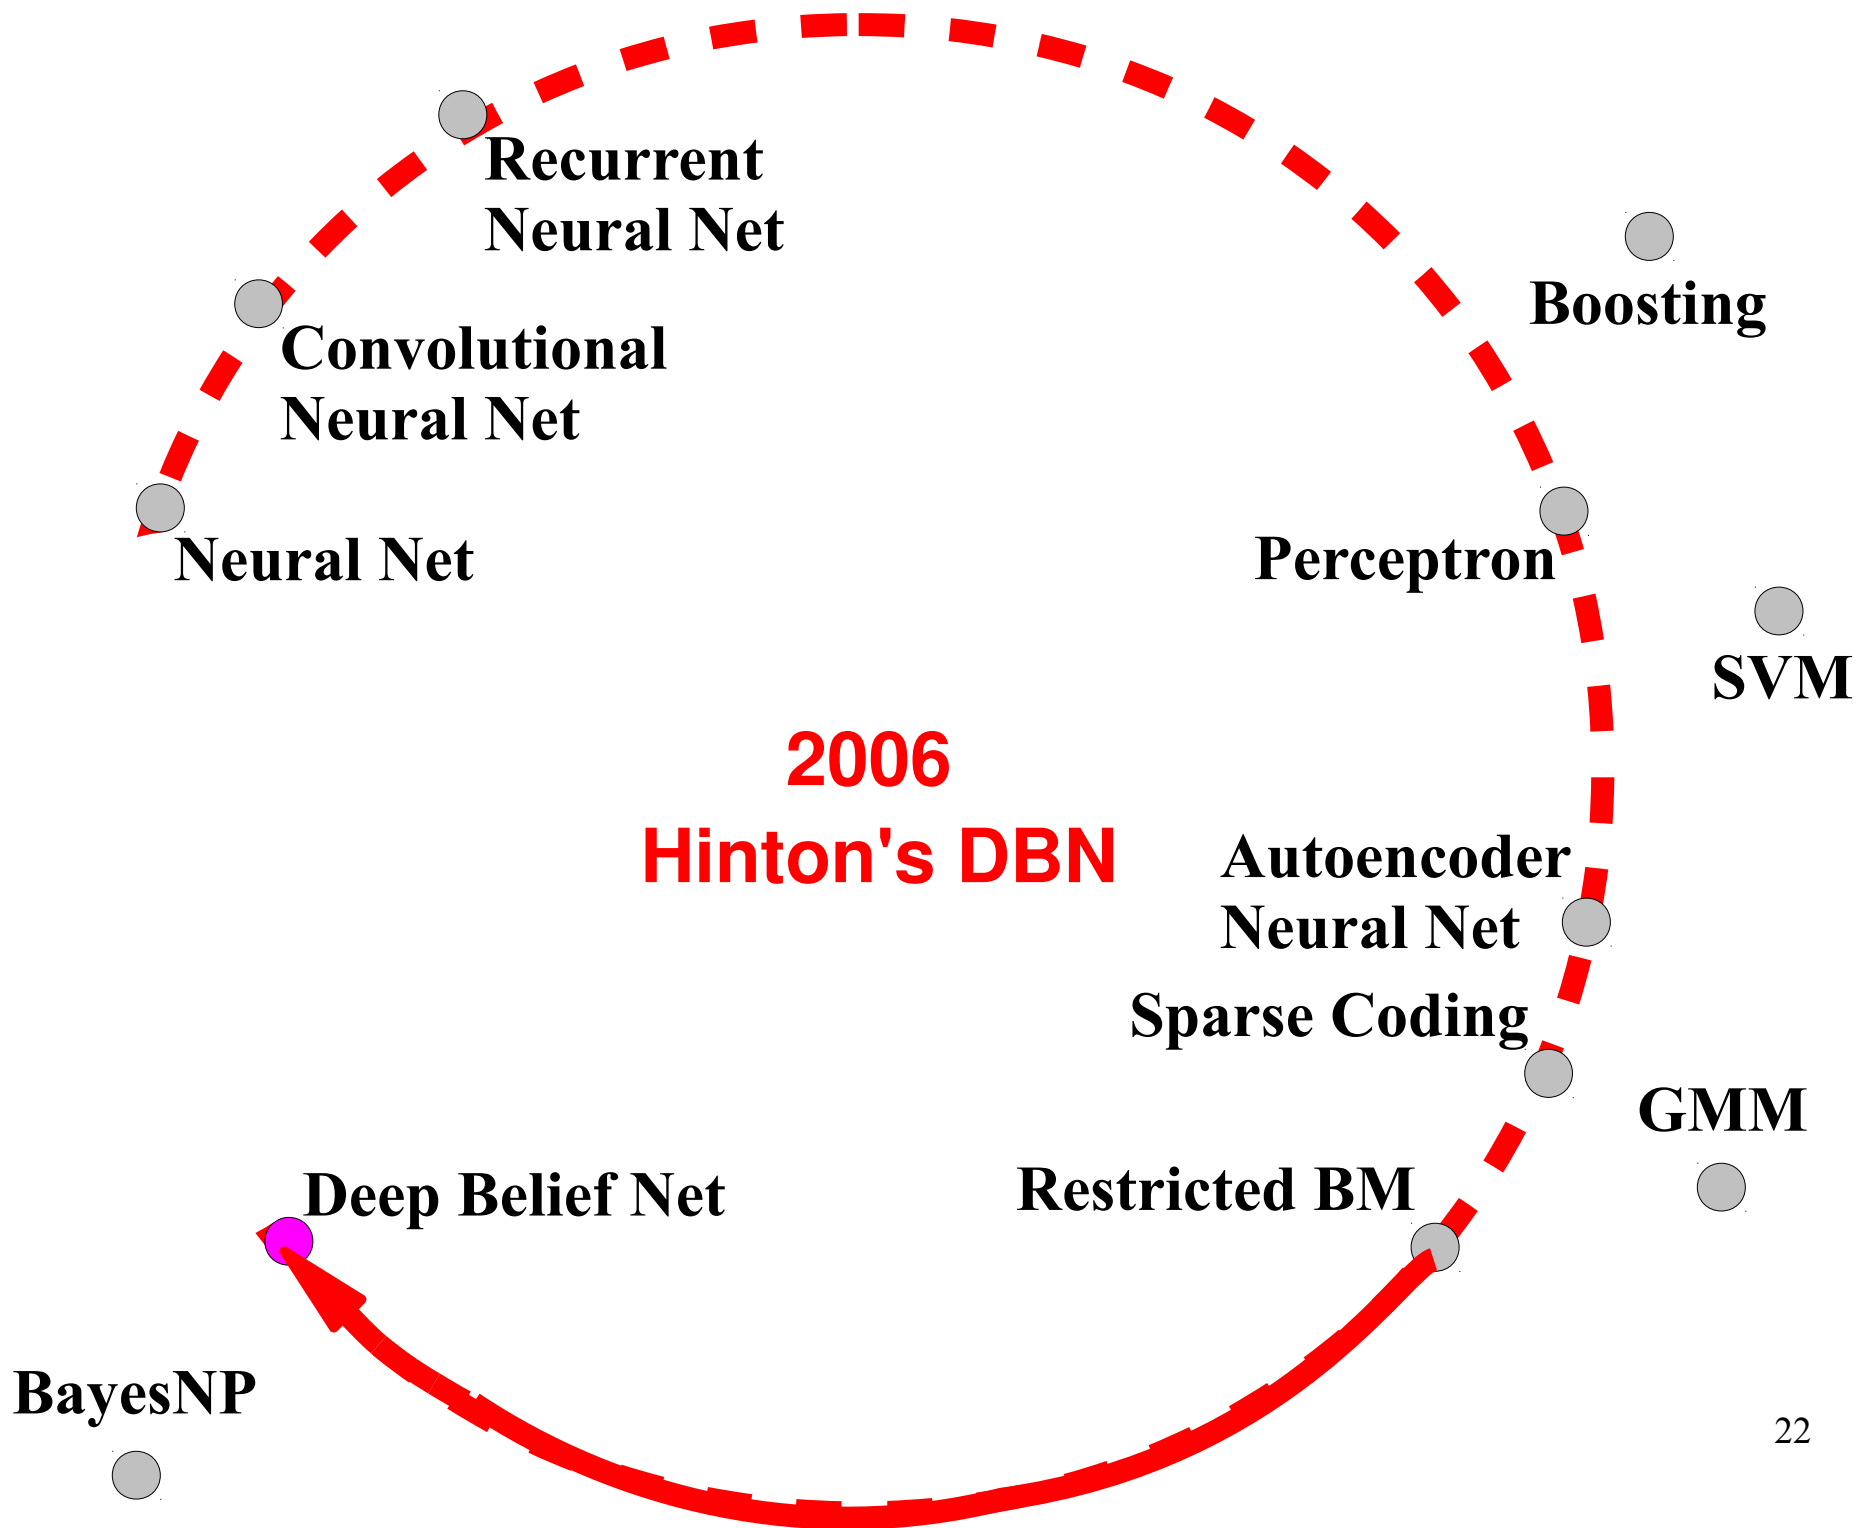 Recurrent
Neural Net
Boosting
Convolutional
Neural Net
Neural Net
Perceptron
SVM
2006
Hinton's DBN
Autoencoder
Neural Net
Sparse Coding
GMM
Deep Belief Net
Restricted BM
BayesNP
22